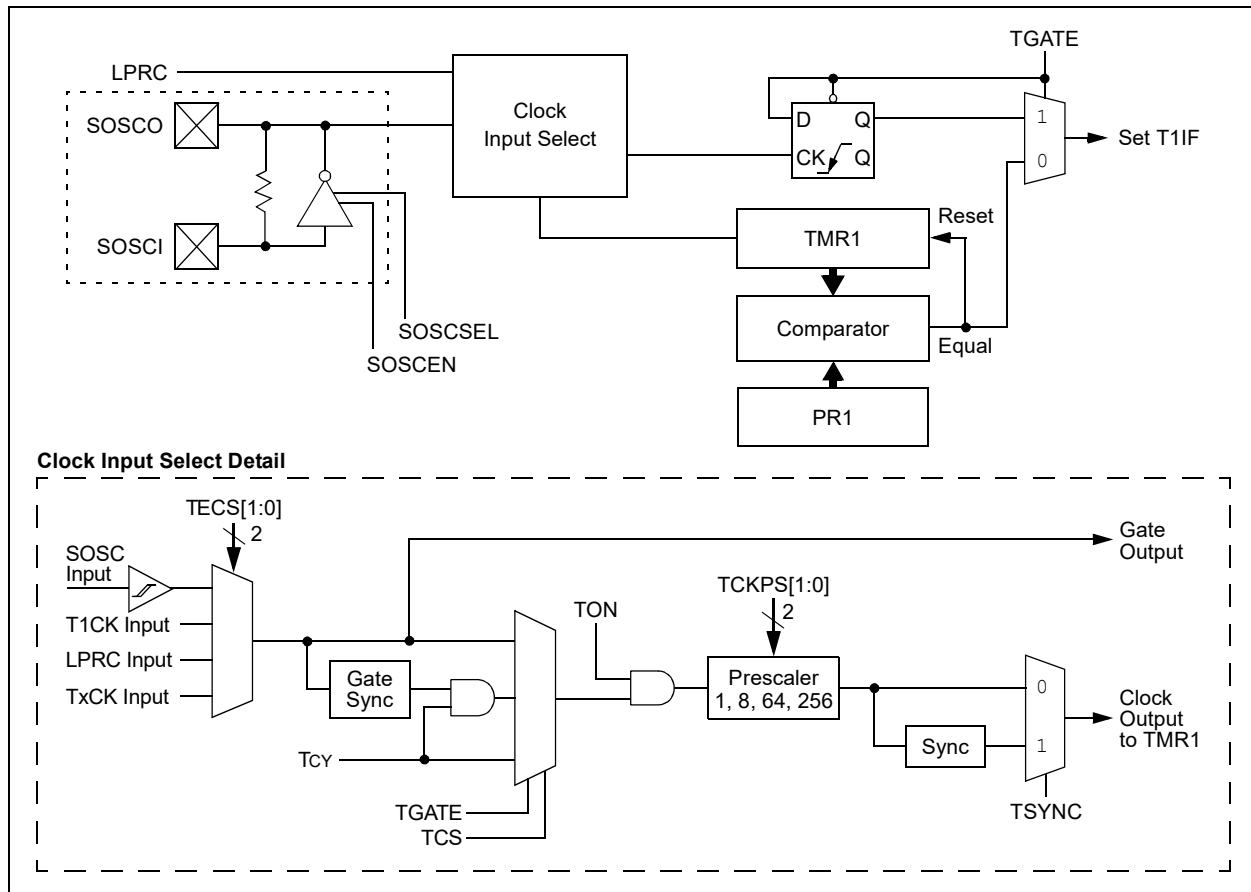 TGATE
LPRC
Clock
Input Select
SOSCO
D Q
CK Q
1
0
Set T1IF
SOSCI
TMR1
Reset
SOSCSEL
SOSCEN
Comparator
Equal
PR1
Clock Input Select Detail
TECS[1:0]
2
SOSC
Input
Gate
Output
T1CK Input
LPRC Input
TxCK Input
TON
TCKPS[1:0]
2
Gate
Sync
Prescaler
1, 8, 64, 256
0
1
Clock
Output
to TMR1
Sync
TCY
TGATE
TCS
TSYNC